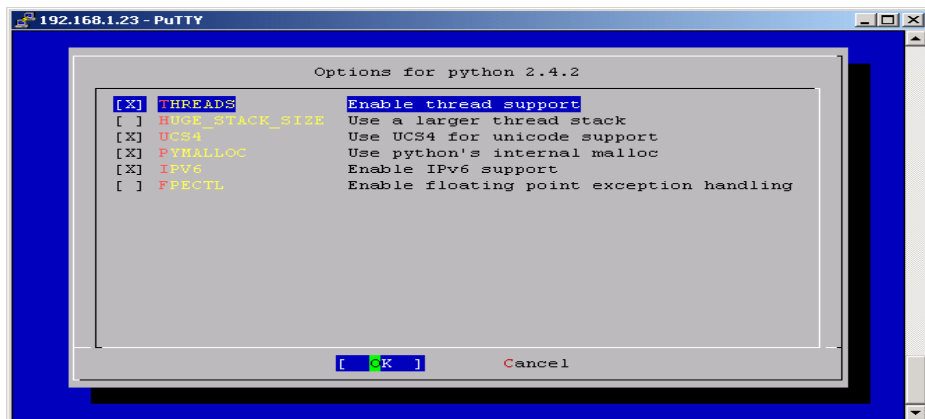 192.168.1.23 - PuTTY
Options for python 2.4.2
[X] THREADS Enable thread support
[ ] HUGE_STACK_SIZE Use a larger thread stack
[X] UCS4 Use UCS4 for unicode support
[X] PYMALLOC Use python's internal malloc
[X] IPV6 Enable IPv6 support
[ ] FPECTL Enable floating point exception handling
[ OK ] Cancel